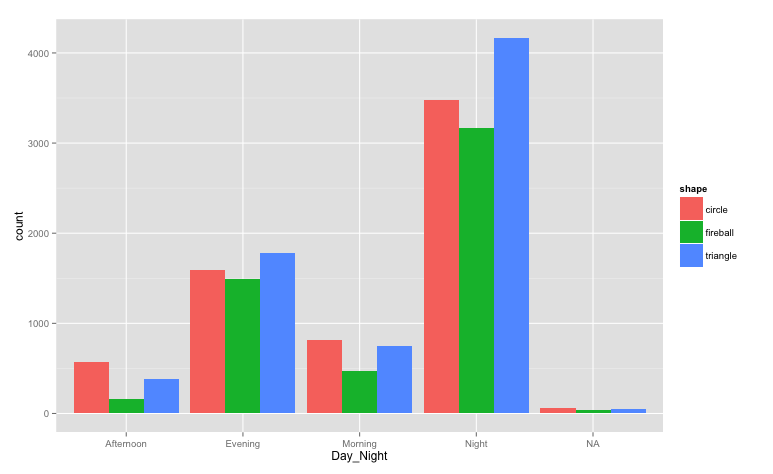 4000
3000
2000
1000
0
count
Afternoon Evening Morning Night NA
Day_Night
shape
circle
fireball
triangle